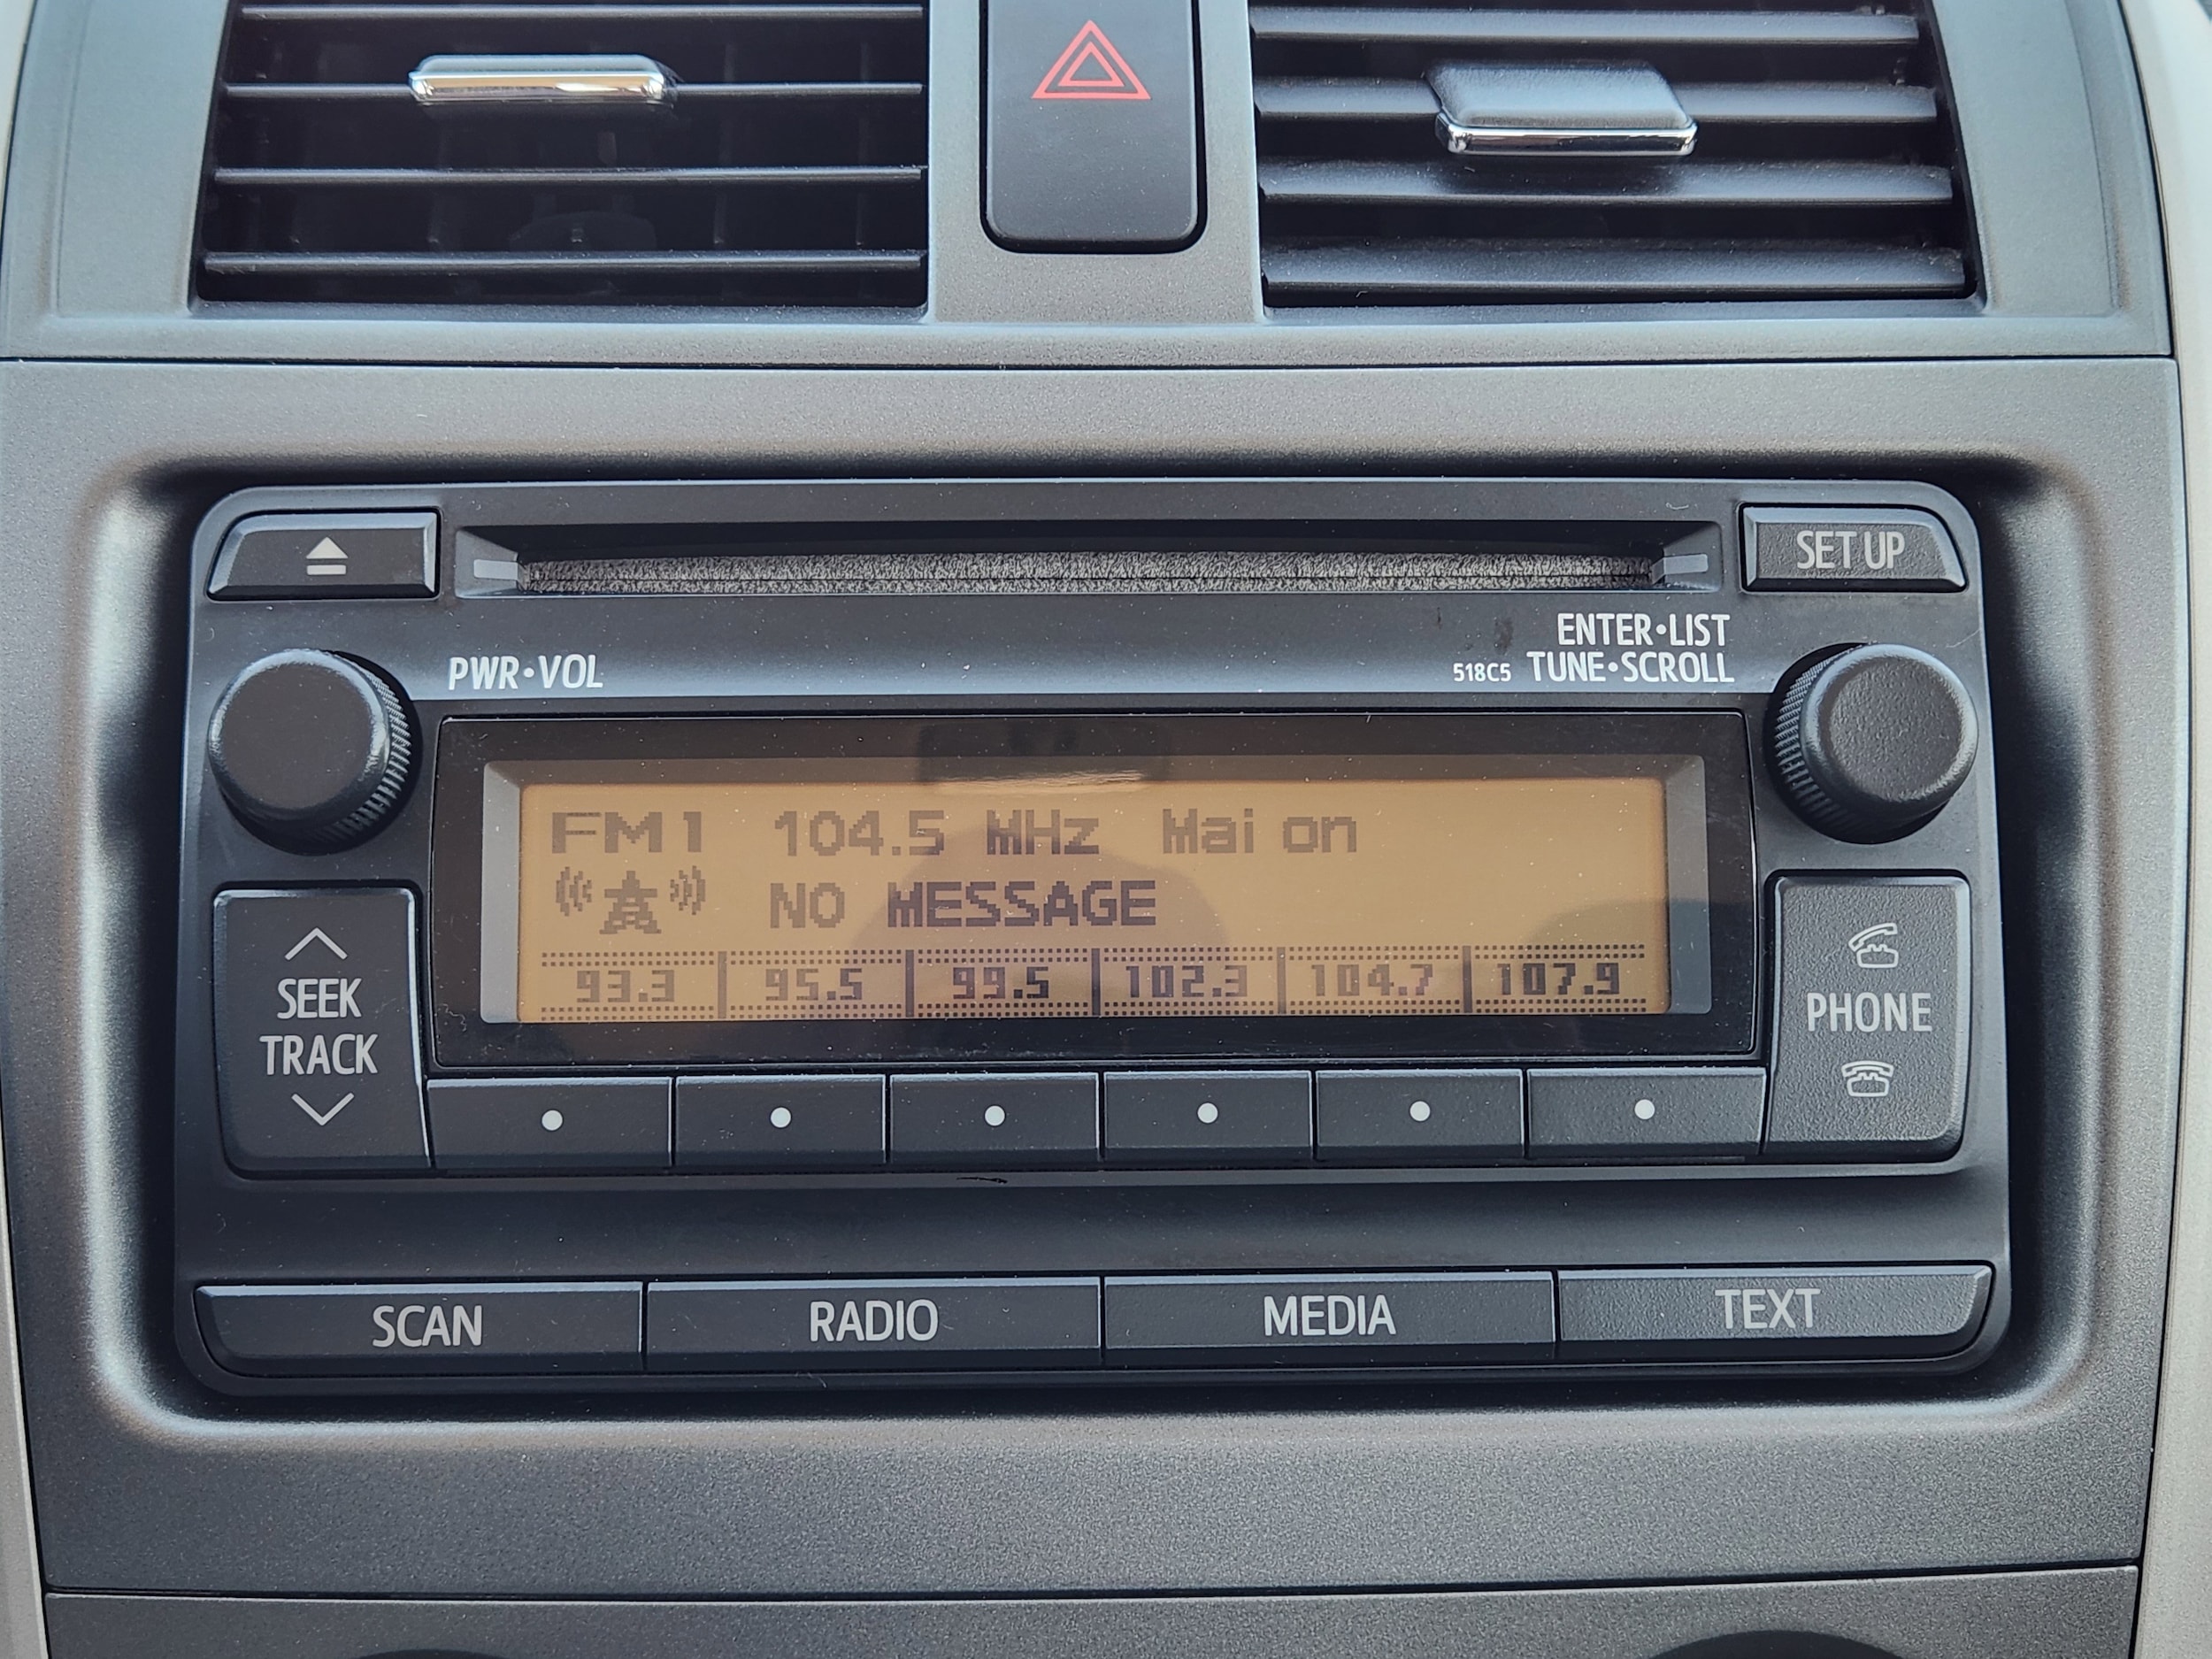 SET UP
PWR•VOL
ENTER•LIST
518C5 TUNE•SCROLL
FM1 104.5 MHz Mai on
NO MESSAGE
93.3 95.5 99.5 102.3 104.7 107.9
SEEK
TRACK
PHONE
SCAN RADIO MEDIA TEXT